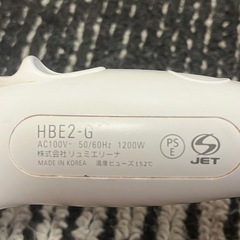 HBE2-G
AC100V~ 50/60Hz 1200W
株式会社リュミエリーナ
MADE IN KOREA 温度ヒューズ152℃
PS
E
JET